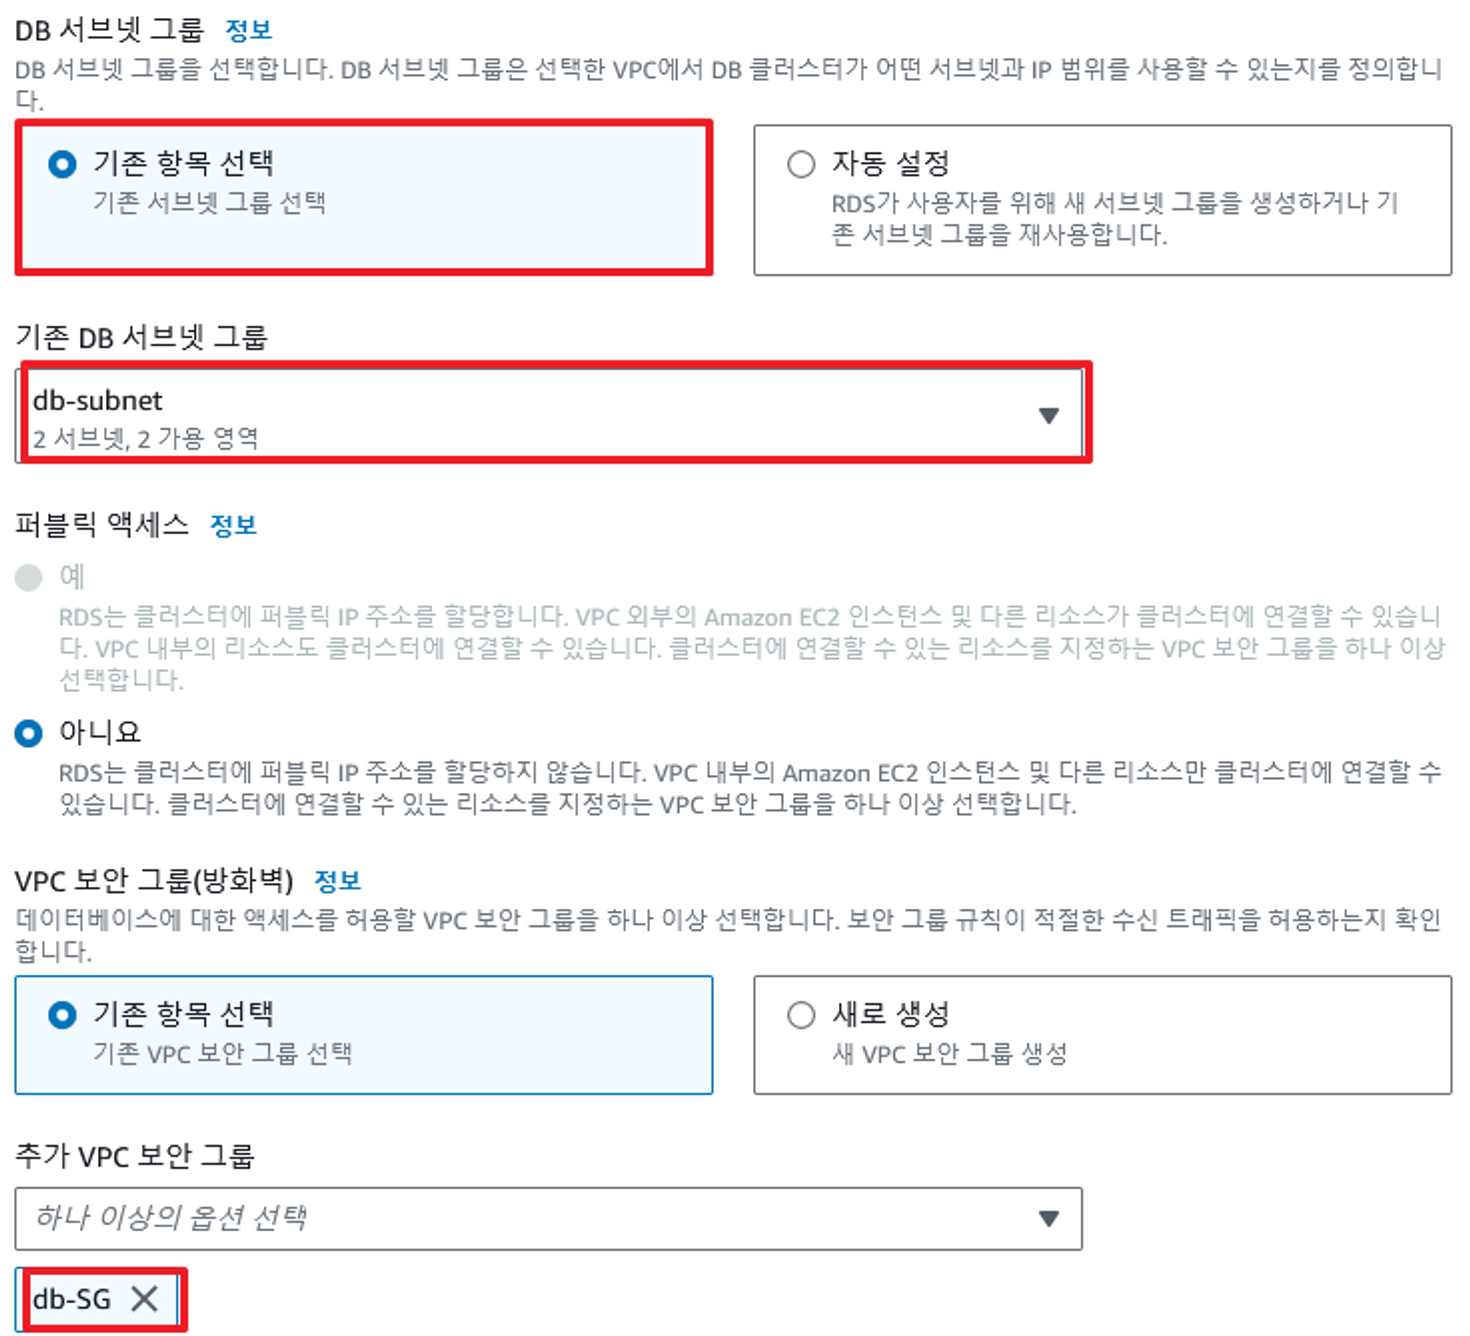 DB 서브넷 그룹 정보
DB 서브넷 그룹을 선택합니다. DB 서브넷 그룹은 선택한 VPC에서 DB 클러스터가 어떤 서브넷과 IP 범위를 사용할 수 있는지를 정의합니
다.
기존 항목 선택
기존 서브넷 그룹 선택
자동 설정
RDS가 사용자를 위해 새 서브넷 그룹을 생성하거나 기
존 서브넷 그룹을 재사용합니다.
기존 DB 서브넷 그룹
db-subnet
2 서브넷, 2 가용 영역
퍼블릭 액세스 정보
예
RDS는 클러스터에 퍼블릭 IP 주소를 할당합니다. VPC 외부의 Amazon EC2 인스턴스 및 다른 리소스가 클러스터에 연결할 수 있습니
다. VPC 내부의 리소스도 클러스터에 연결할 수 있습니다. 클러스터에 연결할 수 있는 리소스를 지정하는 VPC 보안 그룹을 하나 이상
선택합니다.
아니요
RDS는 클러스터에 퍼블릭 IP 주소를 할당하지 않습니다. VPC 내부의 Amazon EC2 인스턴스 및 다른 리소스만 클러스터에 연결할 수
있습니다. 클러스터에 연결할 수 있는 리소스를 지정하는 VPC 보안 그룹을 하나 이상 선택합니다.
VPC 보안 그룹(방화벽) 정보
데이터베이스에 대한 액세스를 허용할 VPC 보안 그룹을 하나 이상 선택합니다. 보안 그룹 규칙이 적절한 수신 트래픽을 허용하는지 확인
합니다.
기존 항목 선택
기존 VPC 보안 그룹 선택
새로 생성
새 VPC 보안 그룹 생성
추가 VPC 보안 그룹
하나 이상의 옵션 선택
db-SG